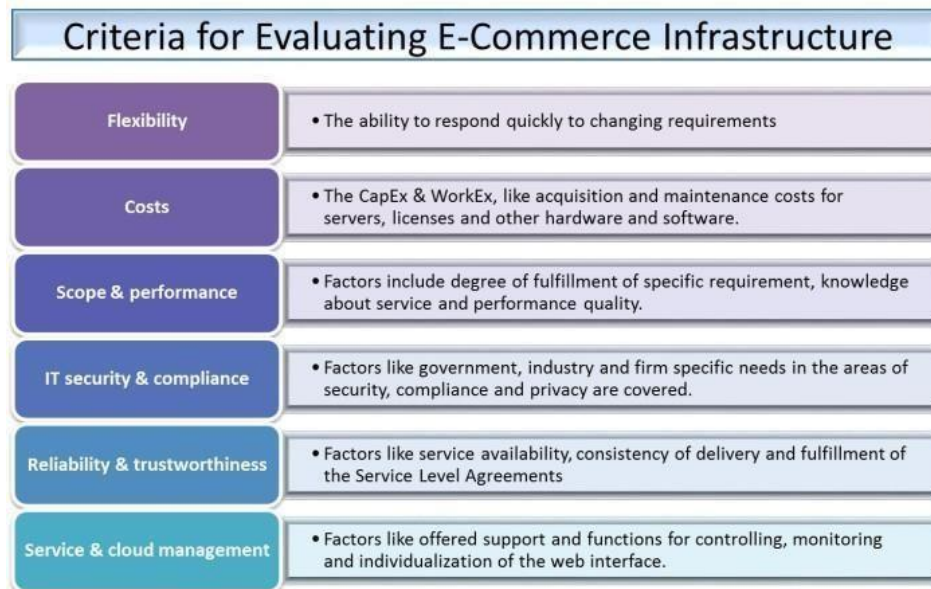 Criteria for Evaluating E-Commerce Infrastructure
Flexibility
• The ability to respond quickly to changing requirements
Costs
• The CapEx & WorkEx, like acquisition and maintenance costs for
servers, licenses and other hardware and software.
Scope & performance
• Factors include degree of fulfillment of specific requirement, knowledge
about service and performance quality.
IT security & compliance
• Factors like government, industry and firm specific needs in the areas of
security, compliance and privacy are covered.
Reliability & trustworthiness
• Factors like service availability, consistency of delivery and fulfillment of
the Service Level Agreements
Service & cloud management
• Factors like offered support and functions for controlling, monitoring
and individualization of the web interface.